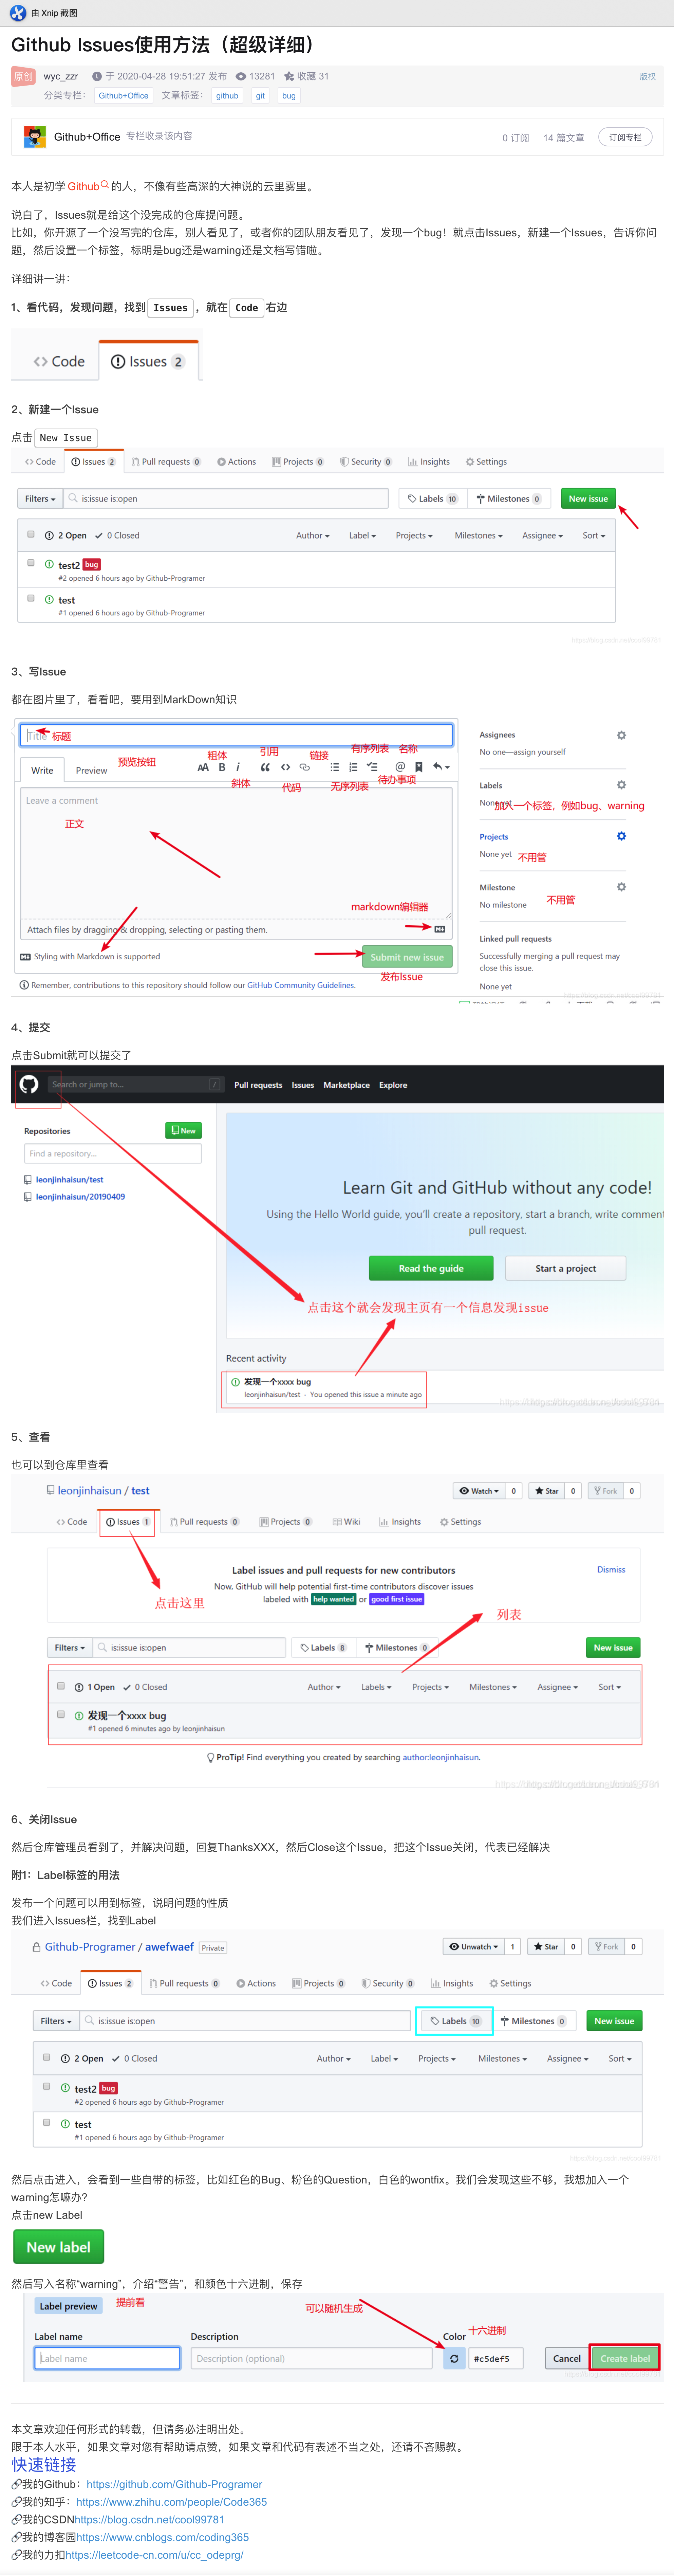 由 Xnip 截图
Github Issues使用方法（超级详细）
原创 wyc_zzr 于 2020-04-28 19:51:27 发布 13281 收藏 31 版权
分类专栏： Github+Office 文章标签： github git bug
Github+Office 专栏收录该内容 0 订阅 14 篇文章 订阅专栏
本人是初学 Github 的人，不像有些高深的大神说的云里雾里。
说白了，Issues就是给这个没完成的仓库提问题。
比如，你开源了一个没写完的仓库，别人看见了，或者你的团队朋友看见了，发现一个bug！就点击Issues，新建一个Issues，告诉你问
题，然后设置一个标签，标明是bug还是warning还是文档写错啦。
详细讲一讲：
1、看代码，发现问题，找到 Issues ，就在 Code 右边
Code Issues 2
2、新建一个Issue
点击 New Issue
Code Issues 2 Pull requests 0 Actions Projects 0 Security 0 Insights Settings
Filters is:issue is:open Labels 10 Milestones 0 New issue
2 Open 0 Closed Author Label Projects Milestones Assignee Sort
test2 bug
#2 opened 6 hours ago by Github-Programer
test
#1 opened 6 hours ago by Github-Programer
3、写Issue
都在图片里了，看看吧，要用到MarkDown知识
Title 标题
Assignees
No one—assign yourself
预览按钮 粗体 引用 链接 有序列表 名称
Write Preview AA B i “ <> @
斜体 代码 无序列表 待办事项
Labels
None yet 加入一个标签，例如bug、warning
Leave a comment
正文
Projects
None yet 不用管
Milestone
No milestone 不用管
markdown编辑器
Attach files by dragging & dropping, selecting or pasting them.
Styling with Markdown is supported Submit new issue
发布Issue
Linked pull requests
Successfully merging a pull request may
close this issue.
None yet
Remember, contributions to this repository should follow our GitHub Community Guidelines.
4、提交
点击Submit就可以提交了
Search or jump to... / Pull requests Issues Marketplace Explore
Repositories New
Find a repository...
leonjinhaisun/test
leonjinhaisun/20190409
Learn Git and GitHub without any code!
Using the Hello World guide, you’ll create a repository, start a branch, write comment
pull request.
Read the guide Start a project
点击这个就会发现主页有一个信息发现issue
Recent activity
发现一个xxxx bug
leonjinhaisun/test · You opened this issue a minute ago
5、查看
也可以到仓库里查看
leonjinhaisun / test Watch 0 Star 0 Fork 0
Code Issues 1 Pull requests 0 Projects 0 Wiki Insights Settings
Label issues and pull requests for new contributors Dismiss
Now, GitHub will help potential first-time contributors discover issues
labeled with help wanted or good first issue
点击这里
列表
Filters is:issue is:open Labels 8 Milestones 0 New issue
1 Open 0 Closed Author Labels Projects Milestones Assignee Sort
发现一个xxxx bug
#1 opened 6 minutes ago by leonjinhaisun
ProTip! Find everything you created by searching author:leonjinhaisun.
6、关闭Issue
然后仓库管理员看到了，并解决问题，回复ThanksXXX，然后Close这个Issue，把这个Issue关闭，代表已经解决
附1：Label标签的用法
发布一个问题可以用到标签，说明问题的性质
我们进入Issues栏，找到Label
Github-Programer / awefwaef Private Unwatch 1 Star 0 Fork 0
Code Issues 2 Pull requests 0 Actions Projects 0 Security 0 Insights Settings
Filters is:issue is:open Labels 10 Milestones 0 New issue
2 Open 0 Closed Author Label Projects Milestones Assignee Sort
test2 bug
#2 opened 6 hours ago by Github-Programer
test
#1 opened 6 hours ago by Github-Programer
然后点击进入，会看到一些自带的标签，比如红色的Bug、粉色的Question，白色的wontfix。我们会发现这些不够，我想加入一个
warning怎嘛办？
点击new Label
New label
然后写入名称“warning”，介绍“警告”，和颜色十六进制，保存
Label preview 提前看 可以随机生成
Label name Description Color 十六进制
Label name Description (optional) #c5def5 Cancel Create label
本文章欢迎任何形式的转载，但请务必注明出处。
限于本人水平，如果文章对您有帮助请点赞，如果文章和代码有表述不当之处，还请不吝赐教。
快速链接
我的Github：https://github.com/Github-Programer
我的知乎：https://www.zhihu.com/people/Code365
我的CSDNhttps://blog.csdn.net/cool99781
我的博客园https://www.cnblogs.com/coding365
我的力扣https://leetcode-cn.com/u/cc_odeprg/